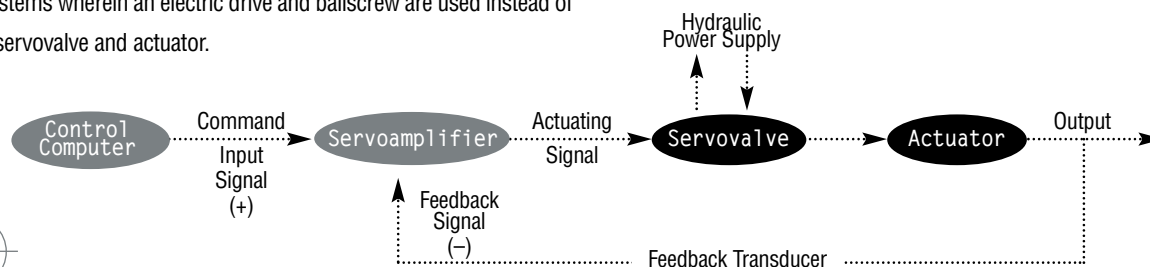 stems wherein an electric drive and ballscrew are used instead of
servovalve and actuator.
Hydraulic
Power Supply
Control
Computer
Command
Input
Signal
(+)
Servoamplifier
Actuating
Signal
Servovalve
Actuator
Output
Feedback
Signal
(–)
Feedback Transducer